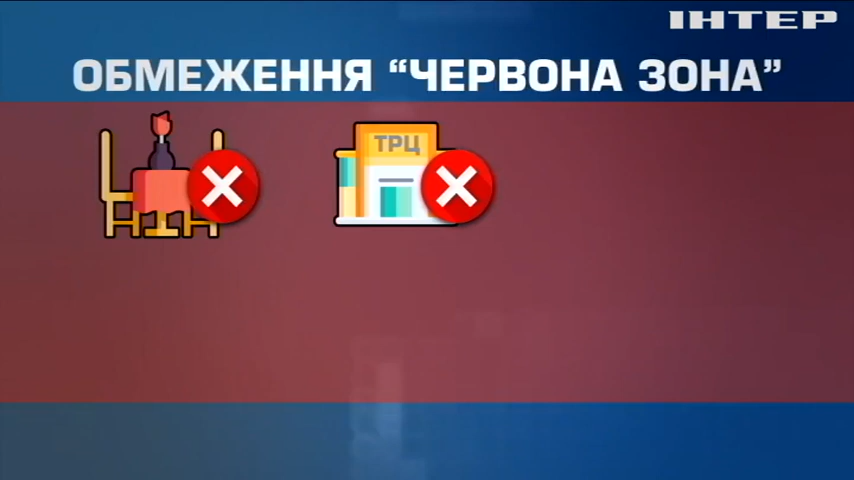 ІНТЕР
ОБМЕЖЕННЯ “ЧЕРВОНА ЗОНА”
ТРЦ